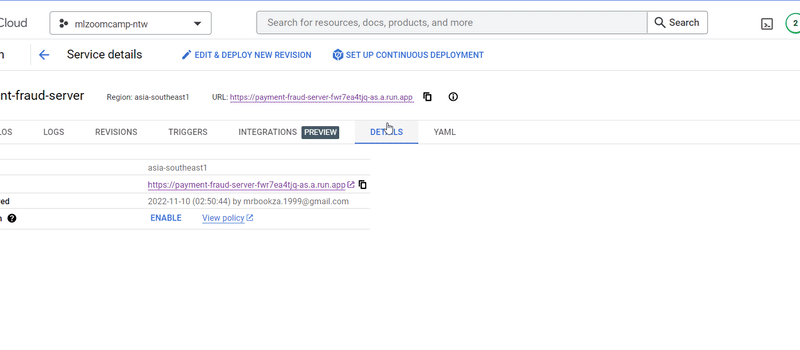 Cloud mlzoomcamp-ntw Search for resources, docs, products, and more Search 2
n Service details EDIT & DEPLOY NEW REVISION SET UP CONTINUOUS DEPLOYMENT
nt-fraud-server Region: asia-southeast1 URL: https://payment-fraud-server-fwr7ea4tjq-as.a.run.app
LOS LOGS REVISIONS TRIGGERS INTEGRATIONS PREVIEW DETAILS YAML
asia-southeast1
https://payment-fraud-server-fwr7ea4tjq-as.a.run.app
ed 2022-11-10 (02:50:44) by mrbookza.1999@gmail.com
n ENABLE View policy